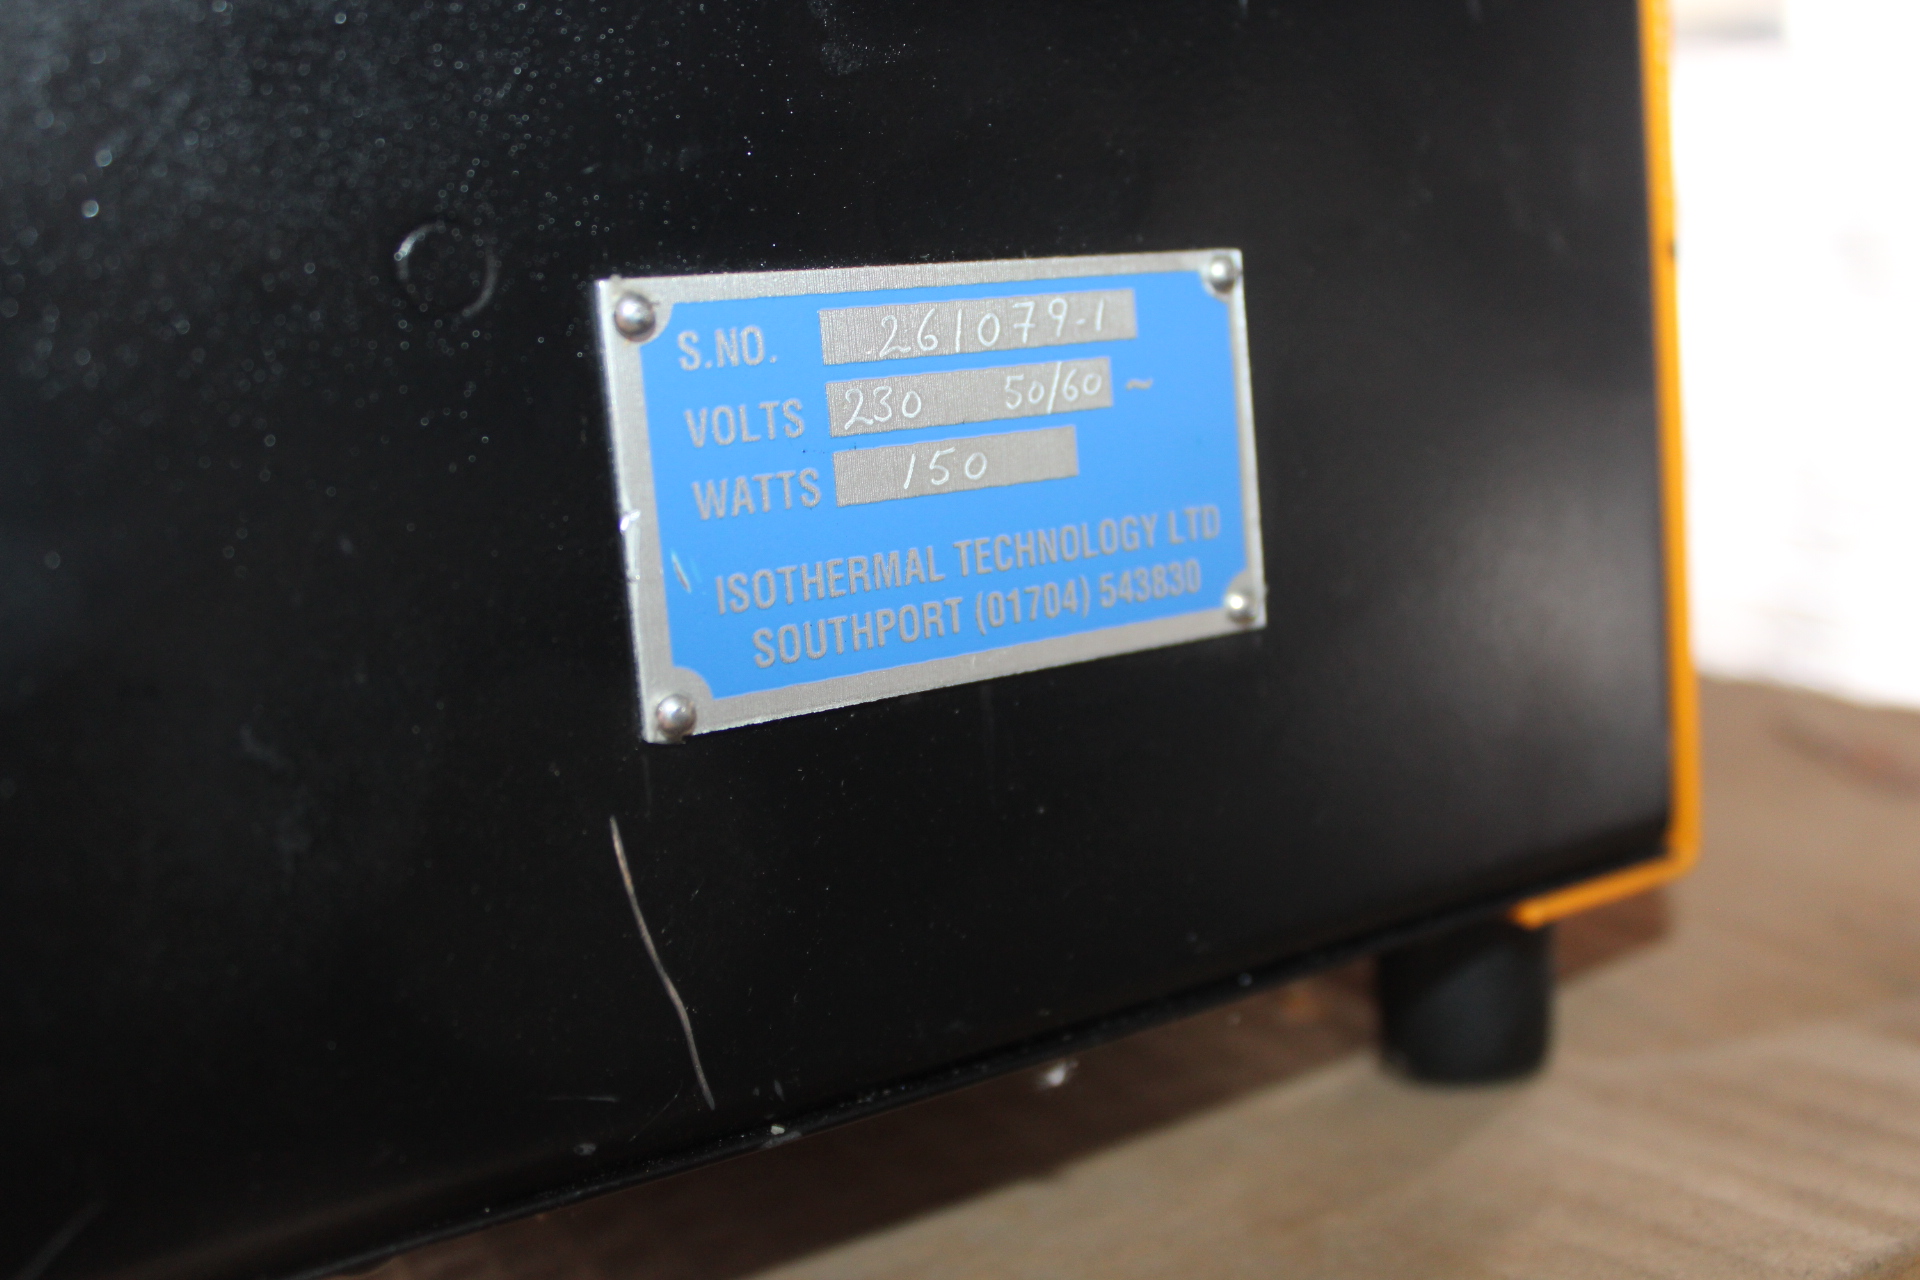 S.NO. 261079-1
VOLTS 230 50/60 ~
WATTS 150
ISOTHERMAL TECHNOLOGY LTD
SOUTHPORT (01704) 543830